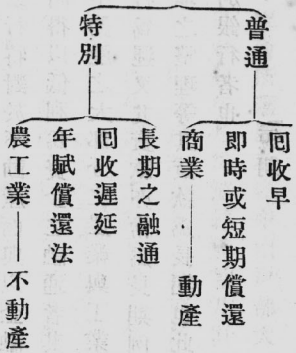 普通
回收早
即時或短期償還
商業——動產
特別
長期之融通
回收遲延
年賦償還法
農工業——不動產